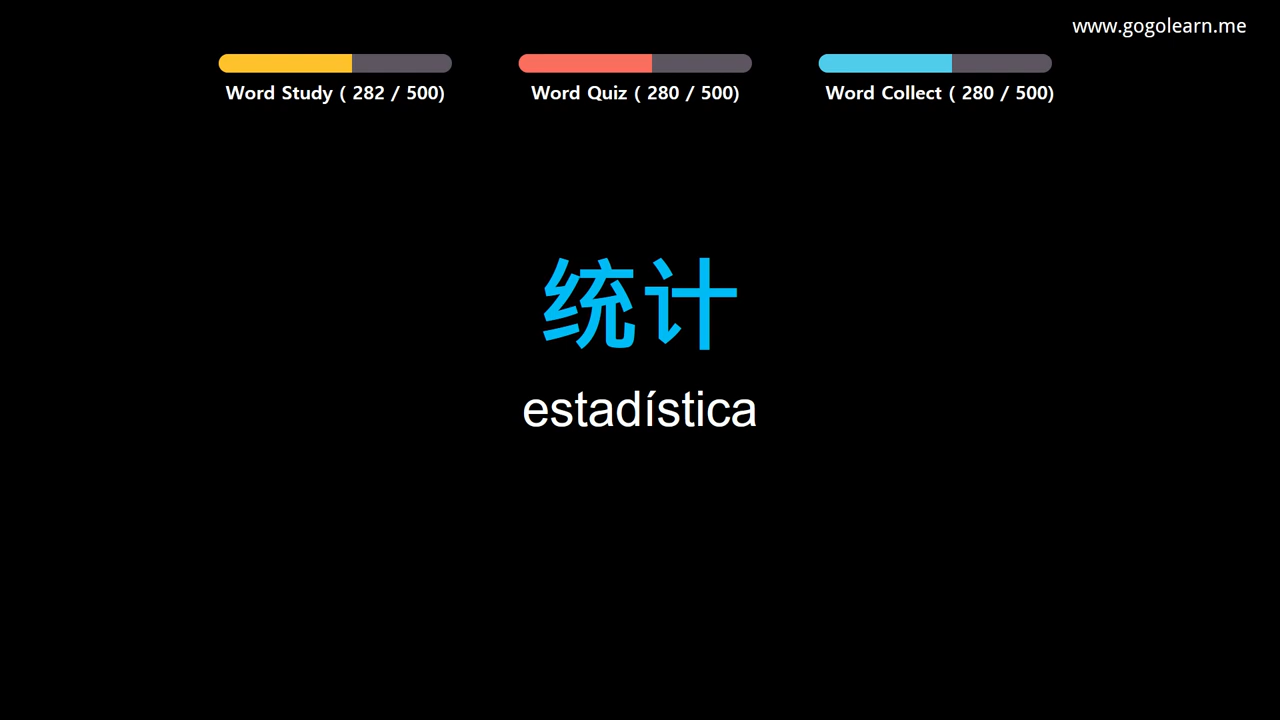 www.gogolearn.me
Word Study ( 282 / 500)
Word Quiz ( 280 / 500)
Word Collect ( 280 / 500)
统计
estadística